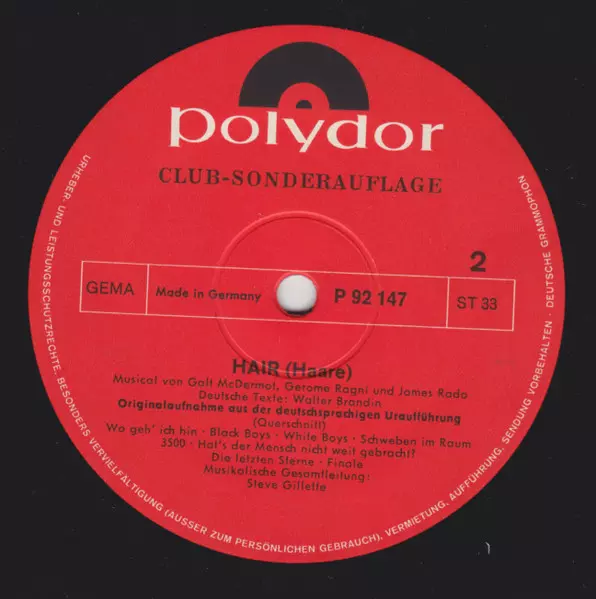 polydor
CLUB-SONDERAUFLAGE
2
GEMA
Made in Germany
P 92 147
ST 33
HAIR (Haare)
Musical von Galt McDermot, Gerome Ragni und James Rado
Deutsche Texte: Walter Brandin
Originalaufnahme aus der deutschsprachigen Uraufführung
(Querschnitt)
Wo geh' ich hin · Black Boys · White Boys · Schweben im Raum
3500 · Hat's der Mensch nicht weit gebracht?
Die letzten Sterne · Finale
Musikalische Gesamtleitung:
Steve Gillette
URHEBER- UND LEISTUNGSSCHUTZRECHTE, BESONDERS VERVIELFÄLTIGUNG (AUSSER ZUM PERSÖNLICHEN GEBRAUCH), VERMIETUNG, AUFFÜHRUNG, SENDUNG VORBEHALTEN · DEUTSCHE GRAMMOPHON